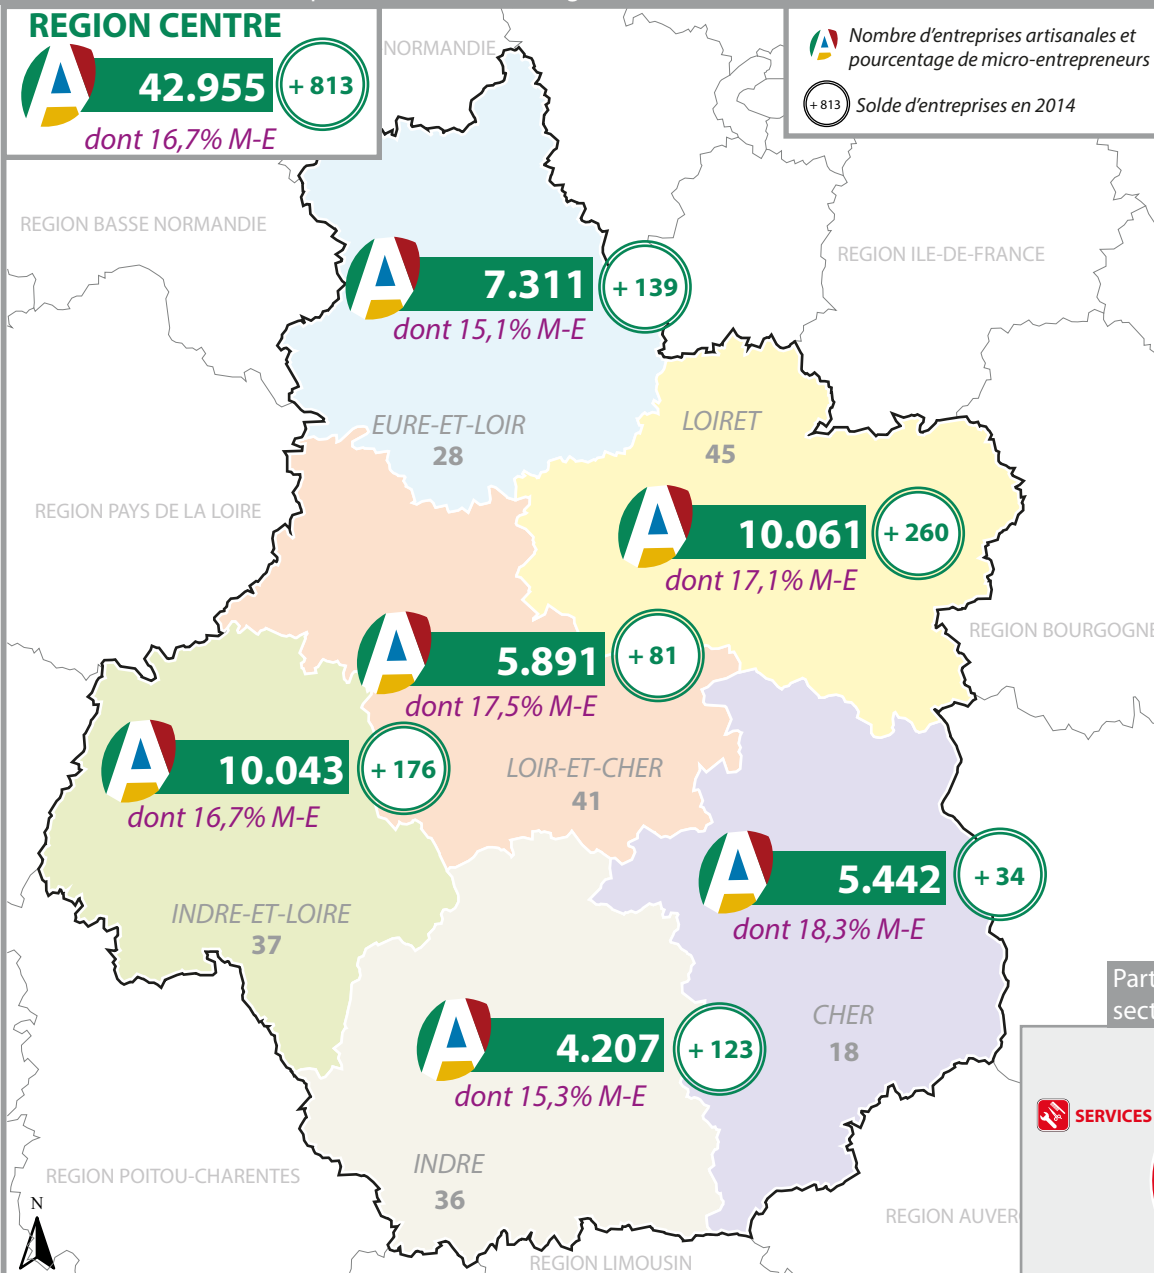 REGION CENTRE
42.955
+ 813
dont 16,7% M-E
Nombre d'entreprises artisanales et
pourcentage de micro-entrepreneurs
+ 813
Solde d'entreprises en 2014
NORMANDIE
REGION BASSE NORMANDIE
REGION ILE-DE-FRANCE
7.311
+ 139
dont 15,1% M-E
EURE-ET-LOIR
28
LOIRET
45
REGION PAYS DE LA LOIRE
10.061
+ 260
dont 17,1% M-E
REGION BOURGOGNE
5.891
+ 81
dont 17,5% M-E
10.043
+ 176
dont 16,7% M-E
LOIR-ET-CHER
41
5.442
+ 34
dont 18,3% M-E
INDRE-ET-LOIRE
37
Part
sect
CHER
18
4.207
+ 123
dont 15,3% M-E
SERVICES
INDRE
36
REGION POITOU-CHARENTES
N
REGION AUVER
REGION LIMOUSIN